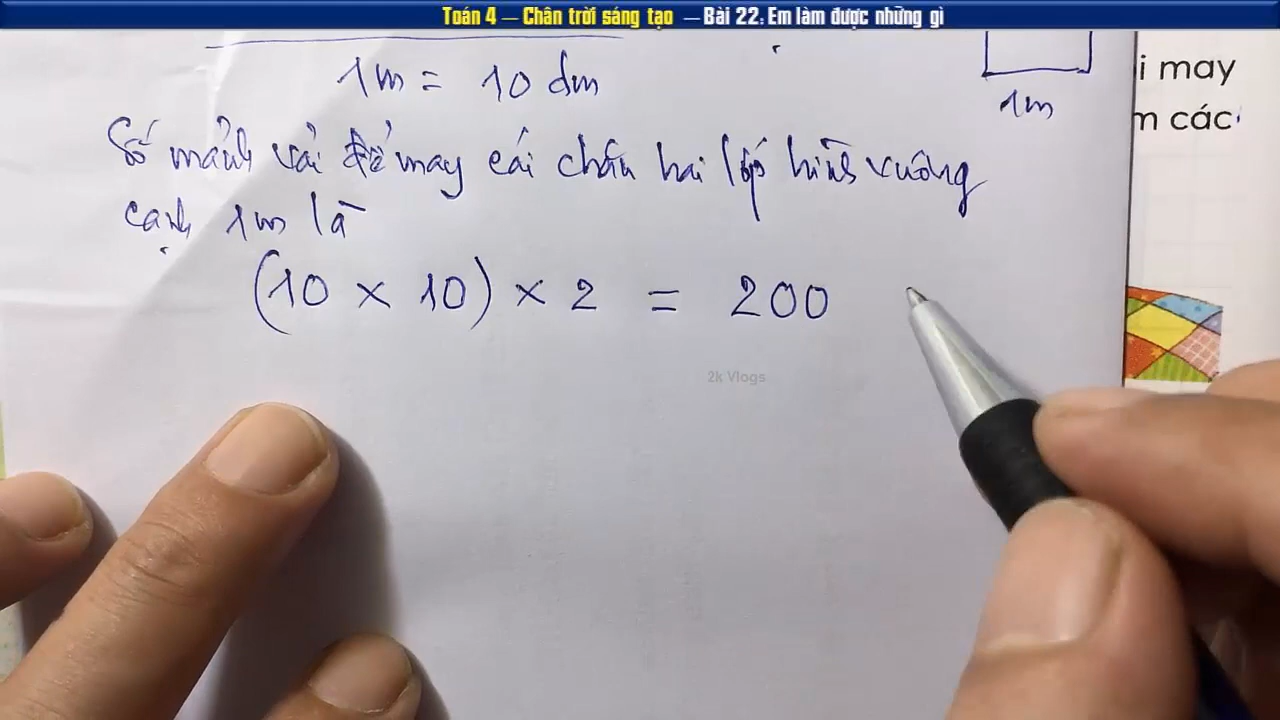 Toán 4 – Chân trời sáng tạo – Bài 22: Em làm được những gì
i may
1m = 10 dm
1m
m các
Số mảnh vải để may cái chăn hai lớp hình vuông
cạnh 1m là
(10 × 10) × 2 = 200
2k Vlogs